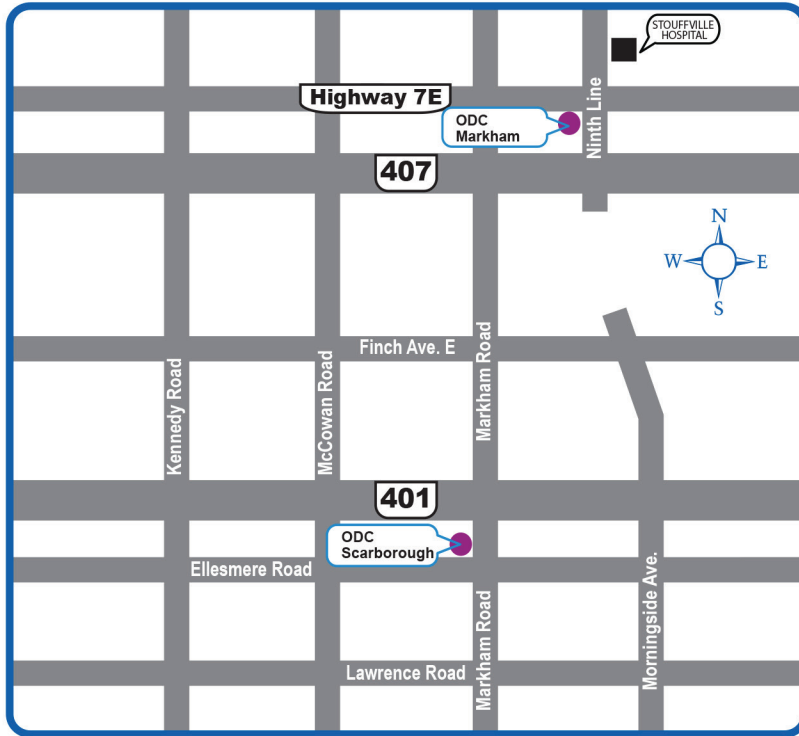 STOUFFVILLE
HOSPITAL
Highway 7E
ODC
Markham
Ninth Line
407
N
W
E
S
Finch Ave. E
Kennedy Road
McCowan Road
Markham Road
401
ODC
Scarborough
Ellesmere Road
Markham Road
Morningside Ave.
Lawrence Road